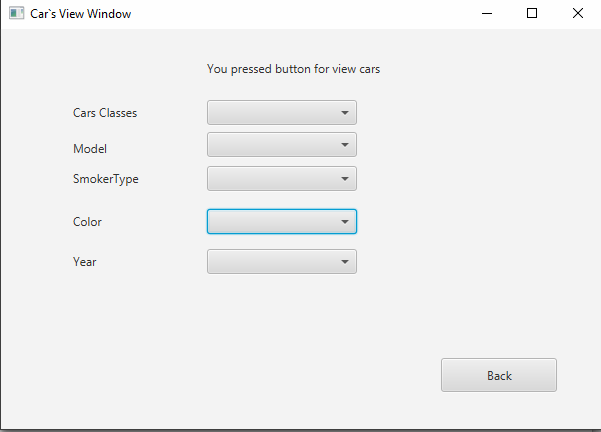 Car`s View Window
You pressed button for view cars
Cars Classes
Model
SmokerType
Color
Year
Back